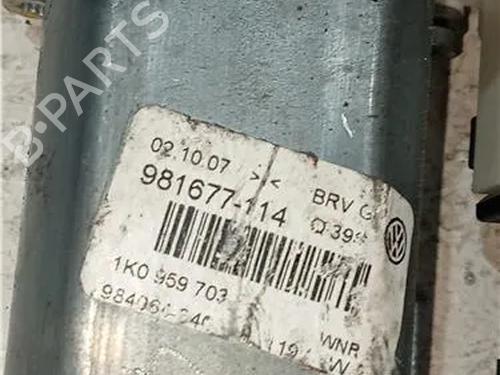 B-PARTS
02.10.07 >< BRV
981677-114
1K0 959 703
WNR